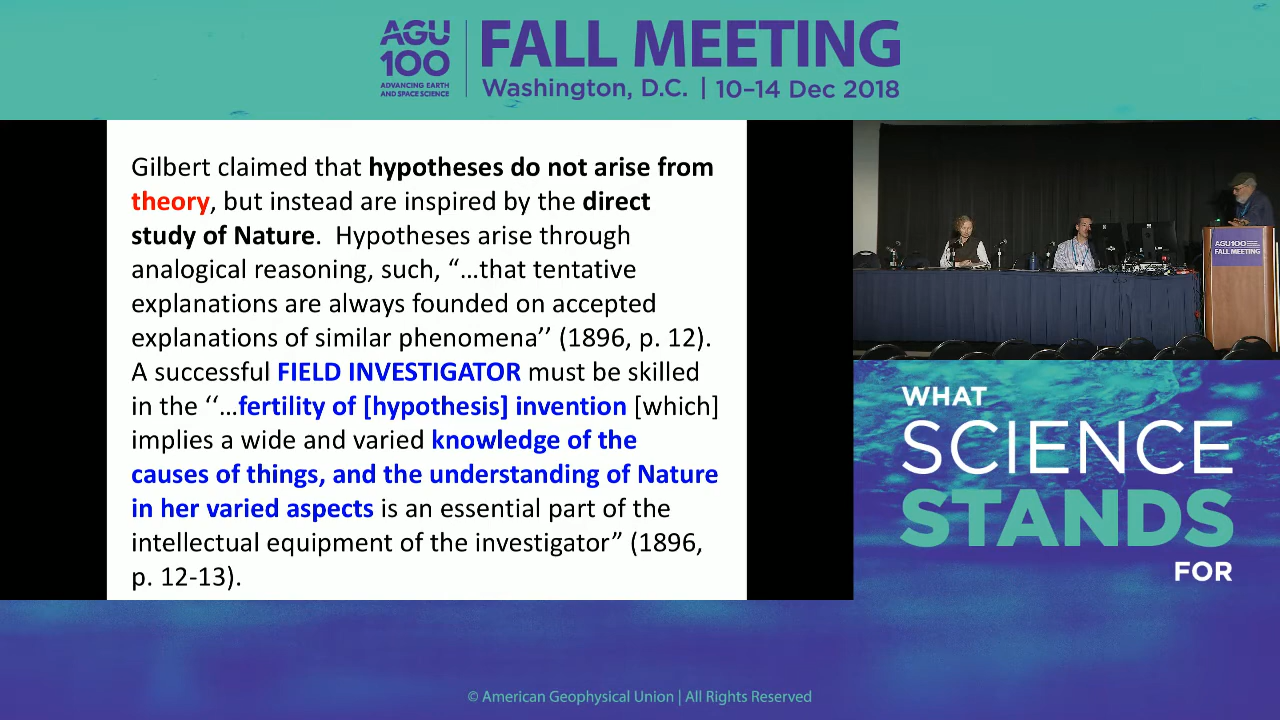 AGU
100
ADVANCING EARTH
AND SPACE SCIENCE
FALL MEETING
Washington, D.C. | 10–14 Dec 2018
Gilbert claimed that hypotheses do not arise from
theory, but instead are inspired by the direct
study of Nature.  Hypotheses arise through
analogical reasoning, such, “…that tentative
explanations are always founded on accepted
explanations of similar phenomena’’ (1896, p. 12).
A successful FIELD INVESTIGATOR must be skilled
in the ‘‘…fertility of [hypothesis] invention [which]
implies a wide and varied knowledge of the
causes of things, and the understanding of Nature
in her varied aspects is an essential part of the
intellectual equipment of the investigator” (1896,
p. 12-13).
AGU100
FALL MEETING
WHAT
SCIENCE
STANDS
FOR
© American Geophysical Union | All Rights Reserved